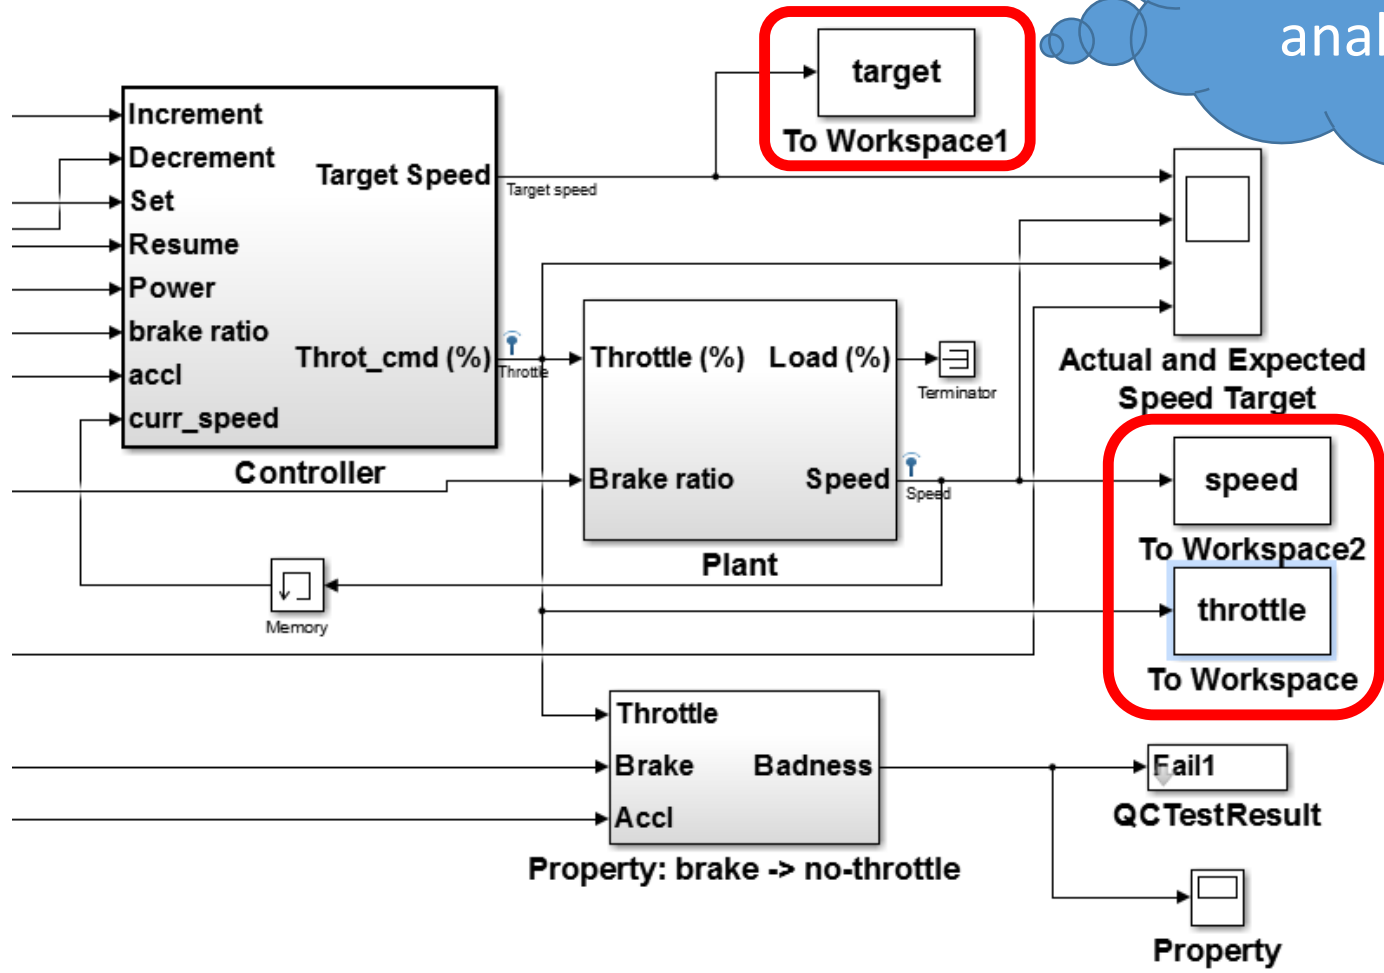 anal
target
To Workspace1
Increment
Decrement
Target Speed
Target speed
Set
Resume
Power
brake ratio
Throt_cmd (%)
Throttle
accl
curr_speed
Controller
Throttle (%)
Load (%)
Terminator
Brake ratio
Speed
Speed
Plant
Actual and Expected
Speed Target
speed
To Workspace2
throttle
To Workspace
Memory
Throttle
Brake
Badness
Accl
Property: brake -> no-throttle
Fail1
QCTestResult
Property